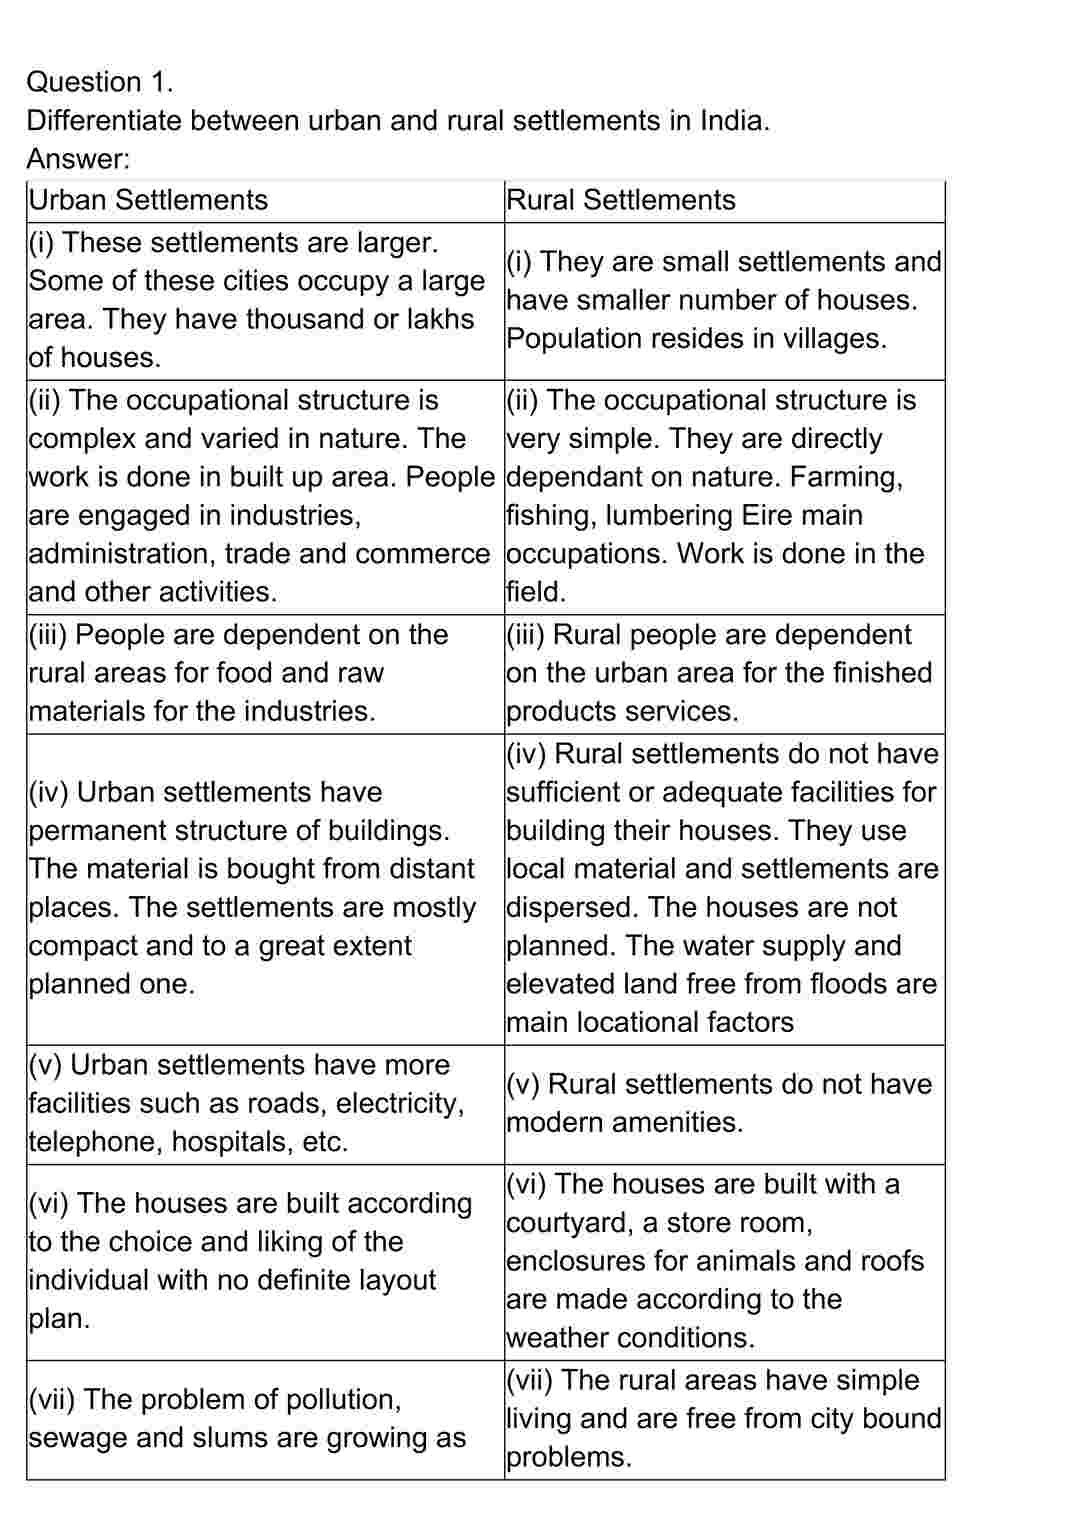 Question 1.
Differentiate between urban and rural settlements in India.
Answer:
Urban Settlements
Rural Settlements
(i) These settlements are larger.
Some of these cities occupy a large
area. They have thousand or lakhs
of houses.
(i) They are small settlements and
have smaller number of houses.
Population resides in villages.
(ii) The occupational structure is
complex and varied in nature. The
work is done in built up area. People
are engaged in industries,
administration, trade and commerce
and other activities.
(ii) The occupational structure is
very simple. They are directly
dependant on nature. Farming,
fishing, lumbering Eire main
occupations. Work is done in the
field.
(iii) People are dependent on the
rural areas for food and raw
materials for the industries.
(iii) Rural people are dependent
on the urban area for the finished
products services.
(iv) Urban settlements have
permanent structure of buildings.
The material is bought from distant
places. The settlements are mostly
compact and to a great extent
planned one.
(iv) Rural settlements do not have
sufficient or adequate facilities for
building their houses. They use
local material and settlements are
dispersed. The houses are not
planned. The water supply and
elevated land free from floods are
main locational factors
(v) Urban settlements have more
facilities such as roads, electricity,
telephone, hospitals, etc.
(v) Rural settlements do not have
modern amenities.
(vi) The houses are built according
to the choice and liking of the
individual with no definite layout
plan.
(vi) The houses are built with a
courtyard, a store room,
enclosures for animals and roofs
are made according to the
weather conditions.
(vii) The problem of pollution,
sewage and slums are growing as
(vii) The rural areas have simple
living and are free from city bound
problems.